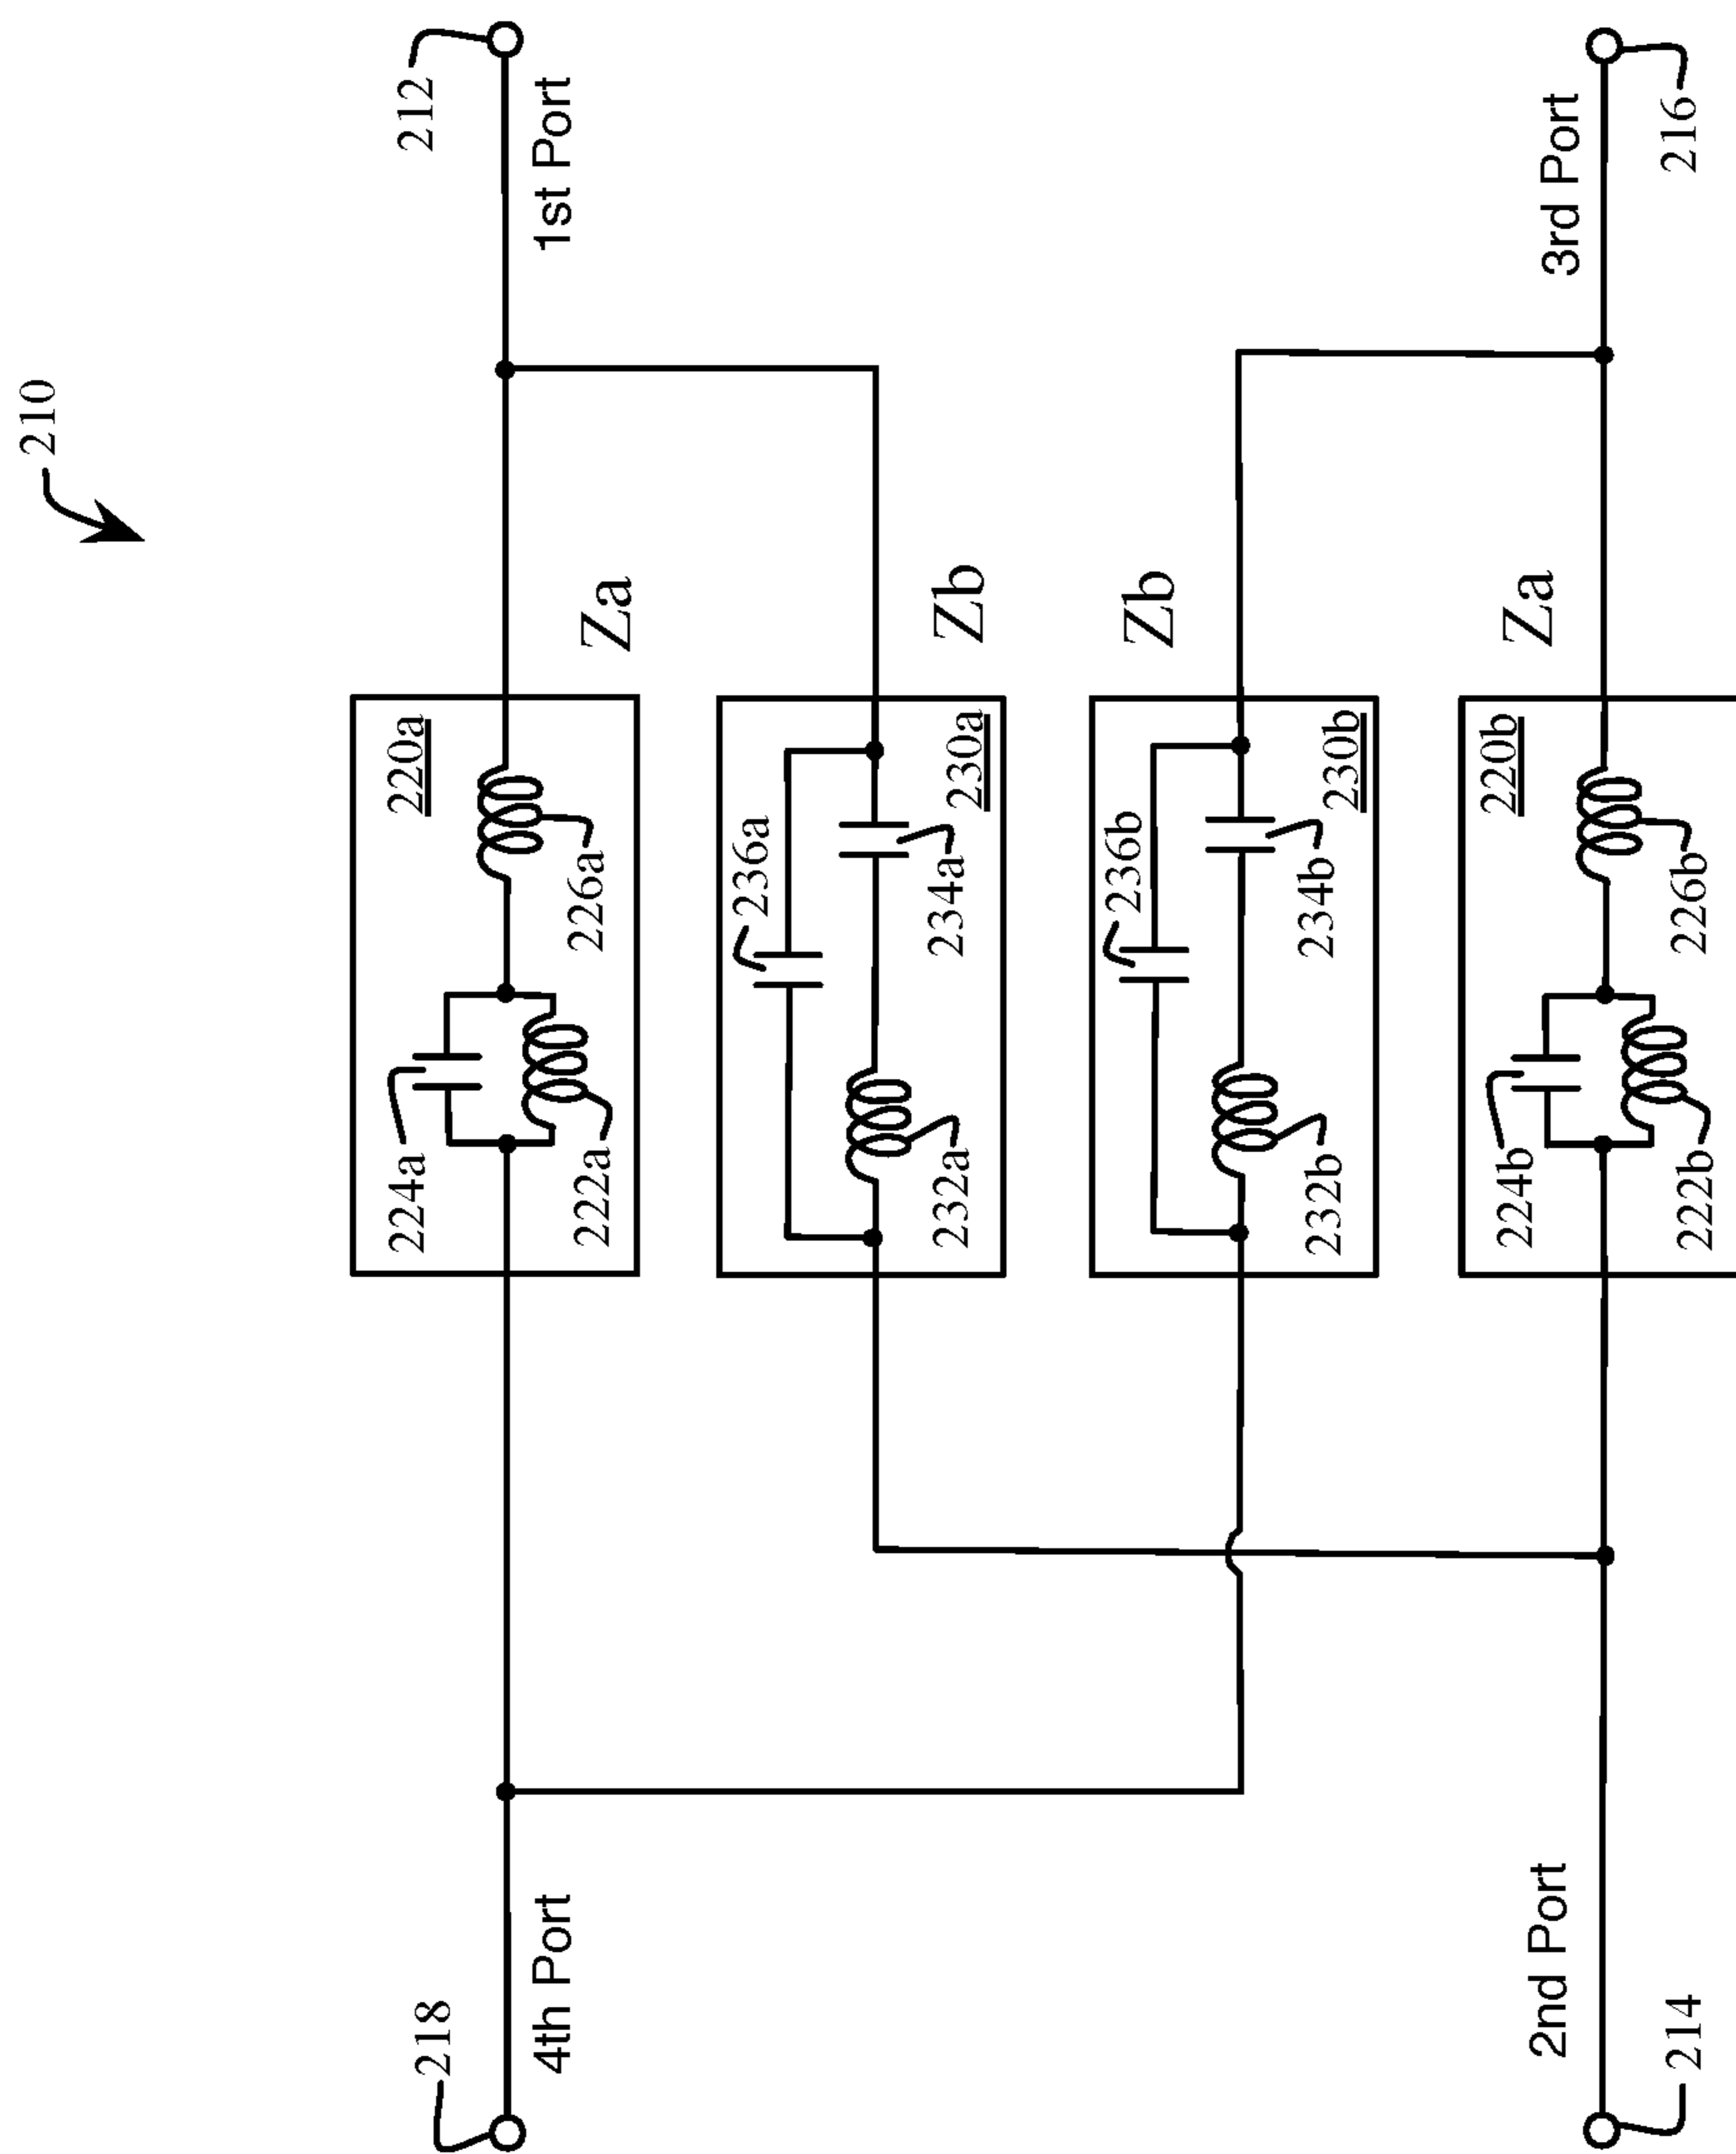 210
218
224a
220a
212
4th Port
222a
226a
1st Port
Za
236a
232a
234a
230a
Zb
236b
Zb
232b
234b
230b
224b
220b
Za
2nd Port
3rd Port
214
222b
226b
216